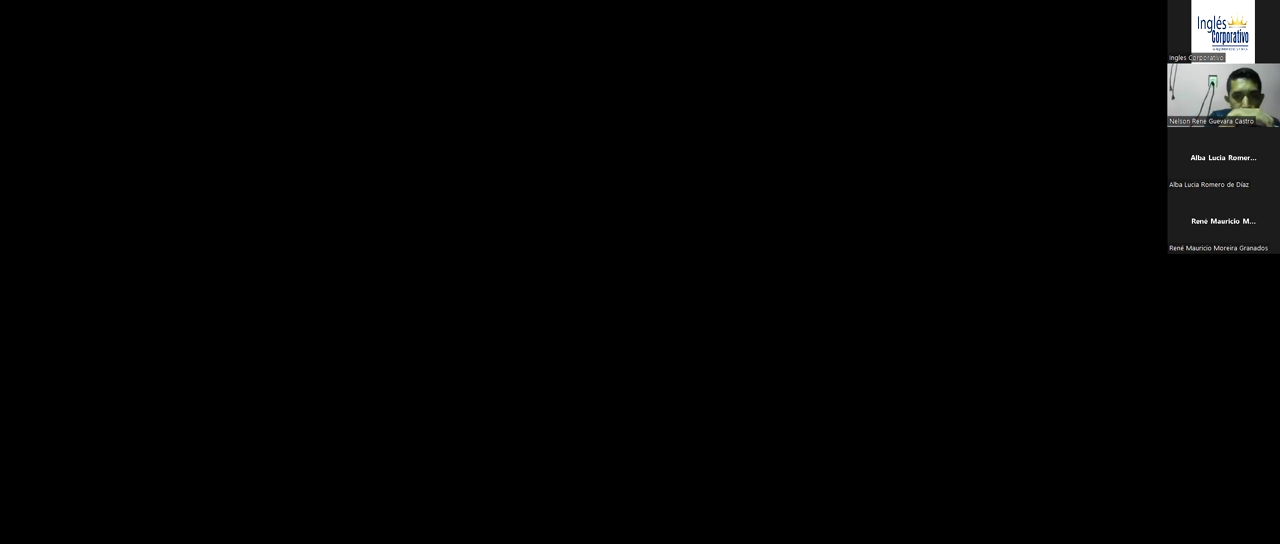 Inglés
Corporativo
Ingles Corporativo
Nelson Rene Guevara Castro
Alba Lucia Romer...
Alba Lucia Romero de Díaz
René Mauricio M...
René Mauricio Moreira Granados